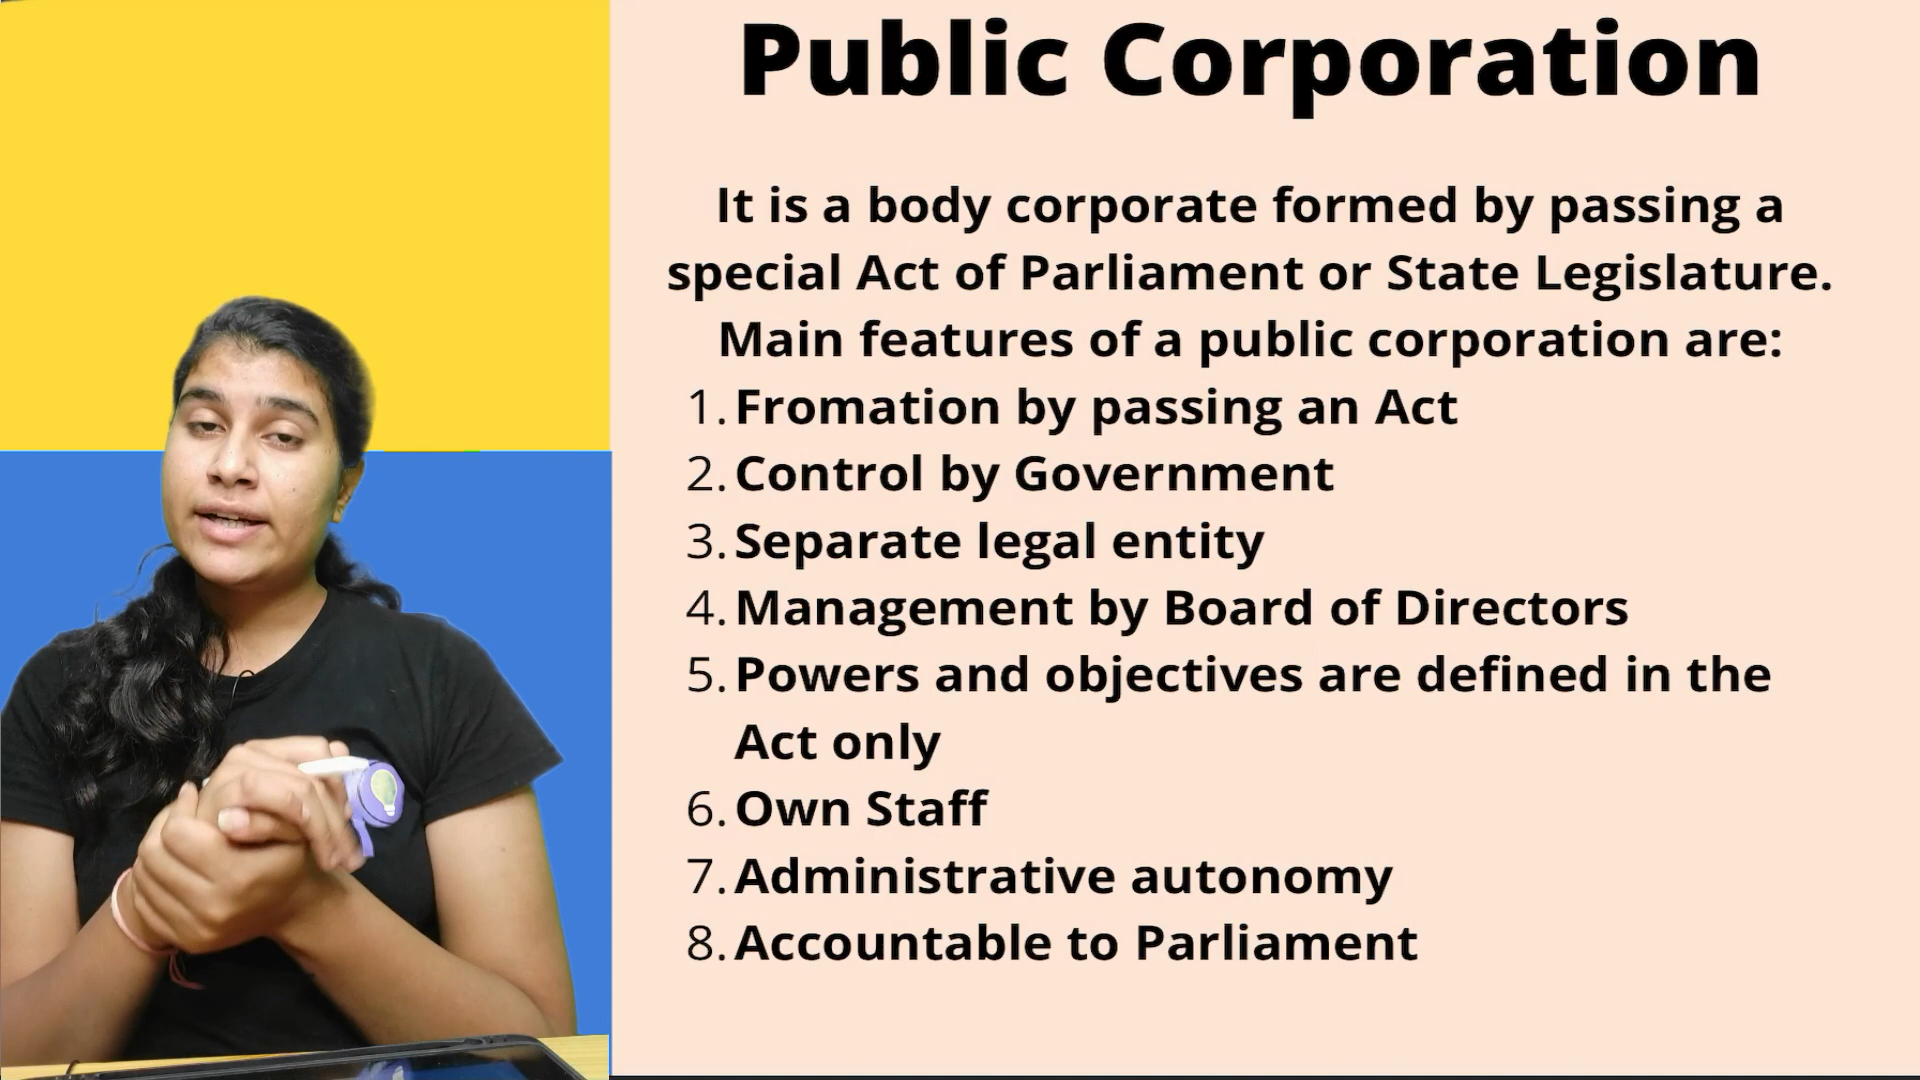 Public Corporation
It is a body corporate formed by passing a
special Act of Parliament or State Legislature.
Main features of a public corporation are:
1. Fromation by passing an Act
2. Control by Government
3. Separate legal entity
4. Management by Board of Directors
5. Powers and objectives are defined in the
Act only
6. Own Staff
7. Administrative autonomy
8. Accountable to Parliament